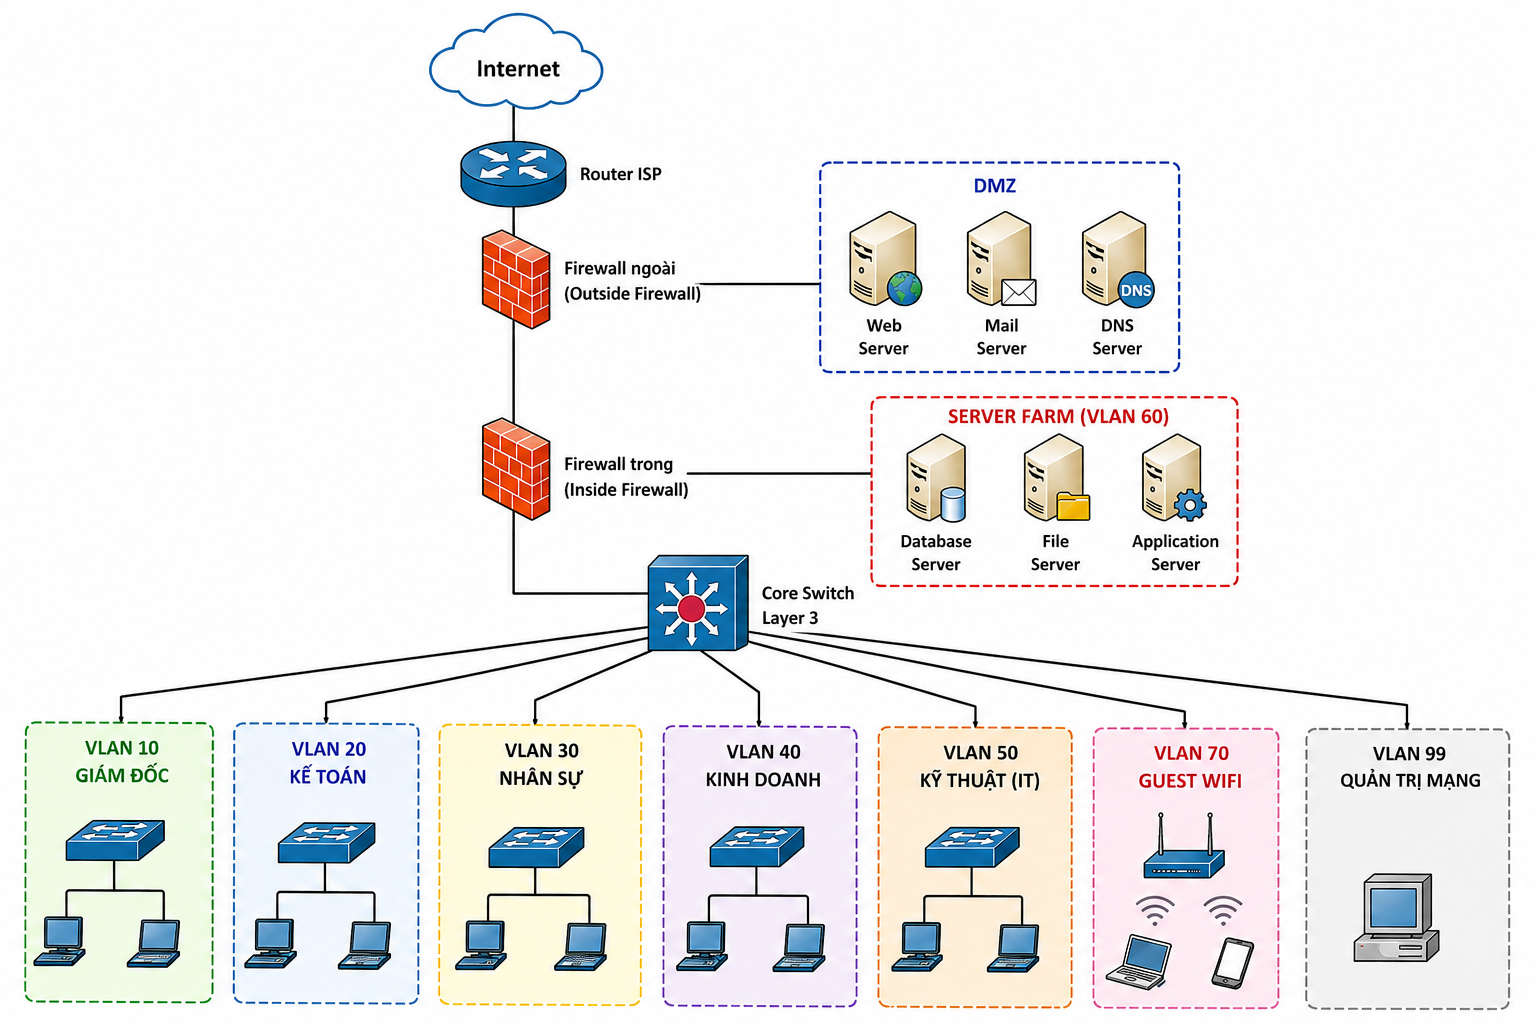 Internet
Router ISP
DMZ
Firewall ngoài
(Outside Firewall)
DNS
Web
Server
Mail
Server
DNS
Server
SERVER FARM (VLAN 60)
Firewall trong
(Inside Firewall)
Database
Server
File
Server
Application
Server
Core Switch
Layer 3
VLAN 10
GIÁM ĐỐC
VLAN 20
KẾ TOÁN
VLAN 30
NHÂN SỰ
VLAN 40
KINH DOANH
VLAN 50
KỸ THUẬT (IT)
VLAN 70
GUEST WIFI
VLAN 99
QUẢN TRỊ MẠNG